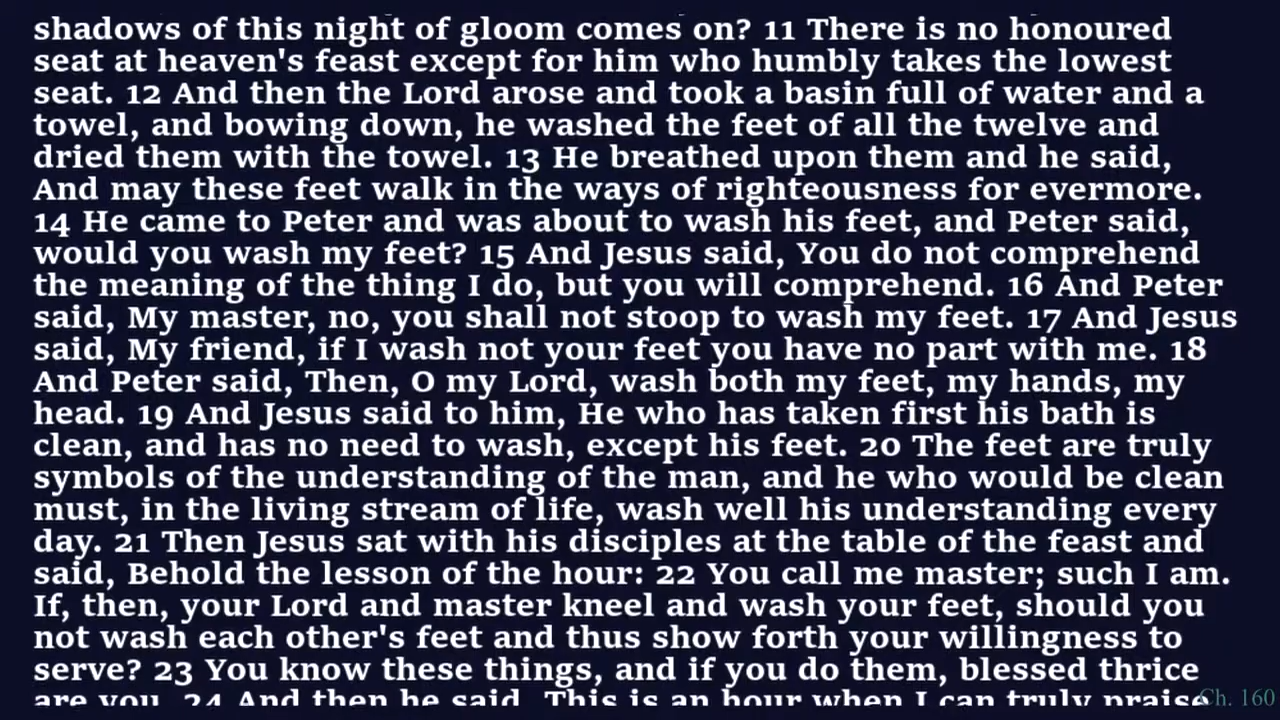 shadows of this night of gloom comes on? 11 There is no honoured
seat at heaven's feast except for him who humbly takes the lowest
seat. 12 And then the Lord arose and took a basin full of water and a
towel, and bowing down, he washed the feet of all the twelve and
dried them with the towel. 13 He breathed upon them and he said,
And may these feet walk in the ways of righteousness for evermore.
14 He came to Peter and was about to wash his feet, and Peter said,
would you wash my feet? 15 And Jesus said, You do not comprehend
the meaning of the thing I do, but you will comprehend. 16 And Peter
said, My master, no, you shall not stoop to wash my feet. 17 And Jesus
said, My friend, if I wash not your feet you have no part with me. 18
And Peter said, Then, O my Lord, wash both my feet, my hands, my
head. 19 And Jesus said to him, He who has taken first his bath is
clean, and has no need to wash, except his feet. 20 The feet are truly
symbols of the understanding of the man, and he who would be clean
must, in the living stream of life, wash well his understanding every
day. 21 Then Jesus sat with his disciples at the table of the feast and
said, Behold the lesson of the hour: 22 You call me master; such I am.
If, then, your Lord and master kneel and wash your feet, should you
not wash each other's feet and thus show forth your willingness to
serve? 23 You know these things, and if you do them, blessed thrice
are you. 24 And then he said, This is an hour when I can truly praise
Ch. 160